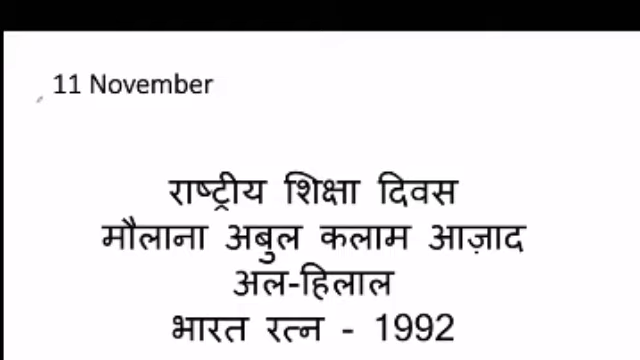 11 November
राष्ट्रीय शिक्षा दिवस
मौलाना अबुल कलाम आज़ाद
अल-हिलाल
भारत रत्न - 1992